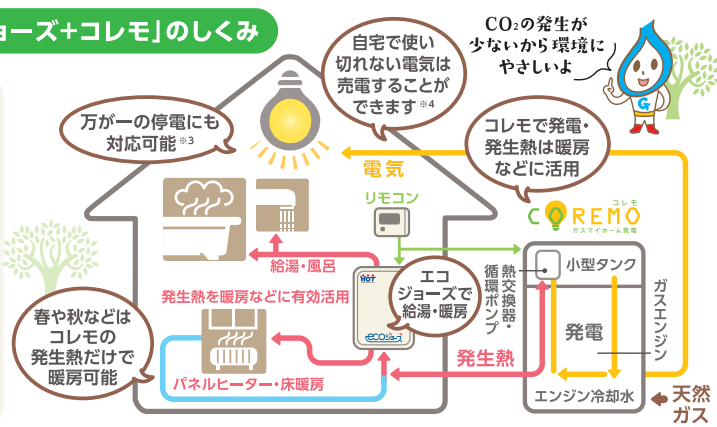 ョーズ+コレモ」のしくみ
CO₂の発生が
少ないから環境に
やさしいよ
自宅で使い
切れない電気は
売電することが
できます※4
万が一の停電にも
対応可能※3
コレモで発電・
発生熱は暖房
などに活用
電気
リモコン
コレモ
COREMO
ガスマイホーム発電
給湯・風呂
HOT
エコ
ジョーズで
給湯・暖房
熱交換器・
循環ポンプ
小型タンク
ガスエンジン
発電
発生熱を暖房などに有効活用
ecoジョーズ
春や秋などは
コレモの
発生熱だけで
暖房可能
発生熱
パネルヒーター・床暖房
エンジン冷却水
天然
ガス
G